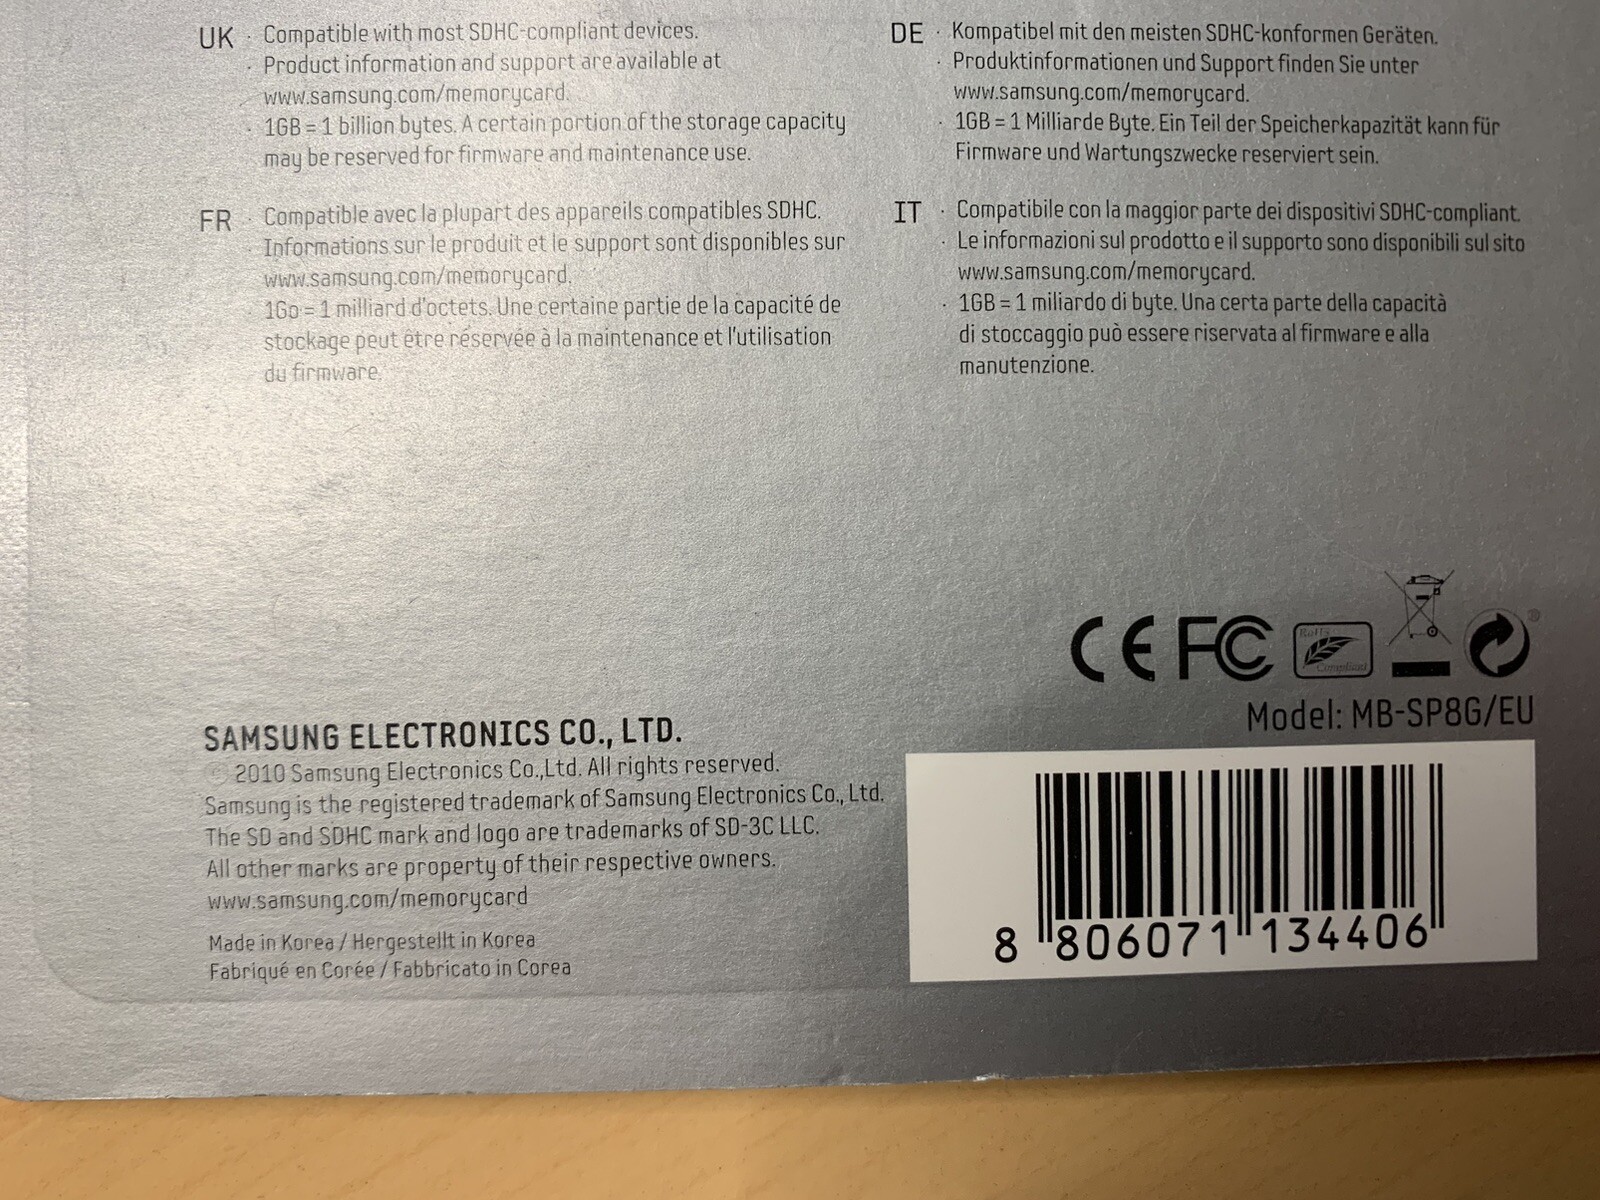 UK · Compatible with most SDHC-compliant devices.
· Product information and support are available at
www.samsung.com/memorycard.
· 1GB = 1 billion bytes. A certain portion of the storage capacity
may be reserved for firmware and maintenance use.
FR · Compatible avec la plupart des appareils compatibles SDHC.
· Informations sur le produit et le support sont disponibles sur
www.samsung.com/memorycard.
· 1Go = 1 milliard d'octets. Une certaine partie de la capacité de
stockage peut être réservée à la maintenance et l'utilisation
du firmware.
DE · Kompatibel mit den meisten SDHC-konformen Geräten.
· Produktinformationen und Support finden Sie unter
www.samsung.com/memorycard.
· 1GB = 1 Milliarde Byte. Ein Teil der Speicherkapazität kann für
Firmware und Wartungszwecke reserviert sein.
IT · Compatibile con la maggior parte dei dispositivi SDHC-compliant.
· Le informazioni sul prodotto e il supporto sono disponibili sul sito
www.samsung.com/memorycard.
· 1GB = 1 miliardo di byte. Una certa parte della capacità
di stoccaggio può essere riservata al firmware e alla
manutenzione.
CE FC RoHS Compliant ®
Model: MB-SP8G/EU
SAMSUNG ELECTRONICS CO., LTD.
© 2010 Samsung Electronics Co.,Ltd. All rights reserved.
Samsung is the registered trademark of Samsung Electronics Co., Ltd.
The SD and SDHC mark and logo are trademarks of SD-3C LLC.
All other marks are property of their respective owners.
www.samsung.com/memorycard
Made in Korea / Hergestellt in Korea
Fabriqué en Corée / Fabbricato in Corea
8 806071 134406